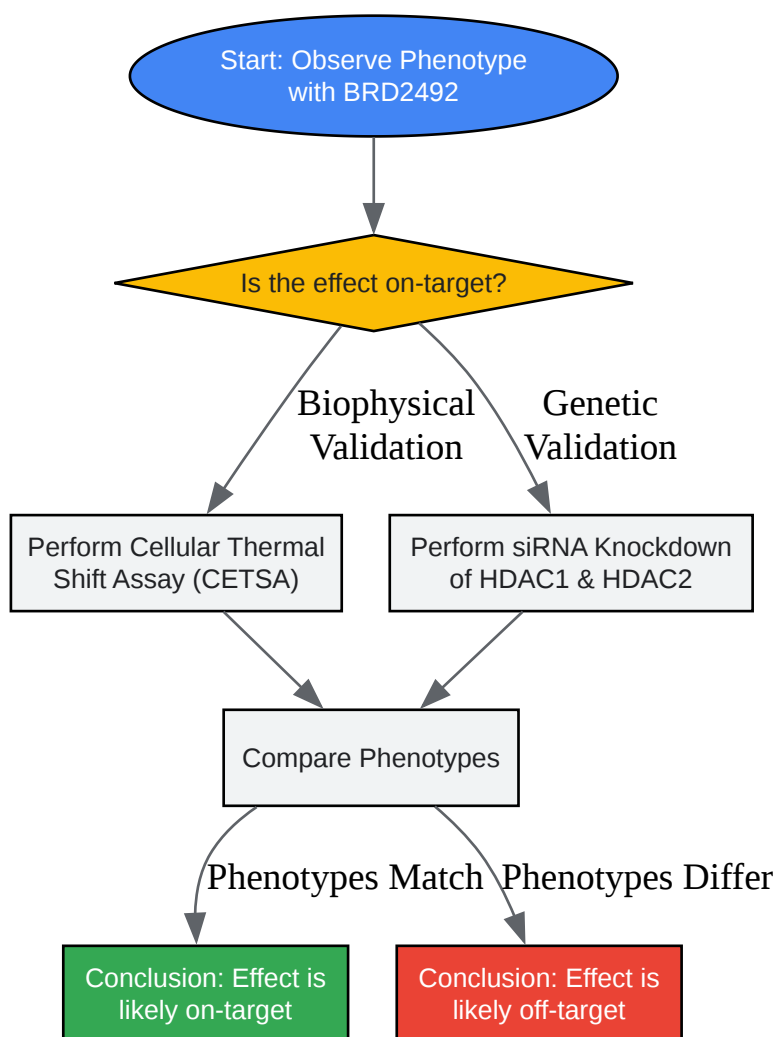 Start: Observe Phenotype
with BRD2492
Is the effect on-target?
Biophysical
Validation
Genetic
Validation
Perform Cellular Thermal
Shift Assay (CETSA)
Perform siRNA Knockdown
of HDAC1 & HDAC2
Compare Phenotypes
Phenotypes Match
Phenotypes Differ
Conclusion: Effect is
likely on-target
Conclusion: Effect is
likely off-target